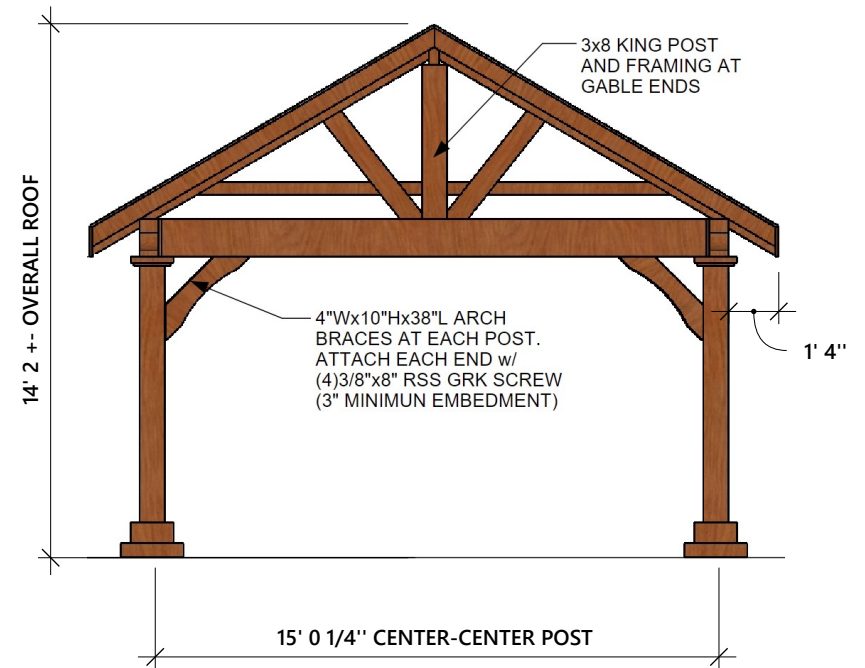 3x8 KING POST
AND FRAMING AT
GABLE ENDS
14' 2 +- OVERALL ROOF
4"Wx10"Hx38"L ARCH
BRACES AT EACH POST.
ATTACH EACH END w/
(4)3/8"x8" RSS GRK SCREW
(3" MINIMUN EMBEDMENT)
1' 4''
15' 0 1/4'' CENTER-CENTER POST